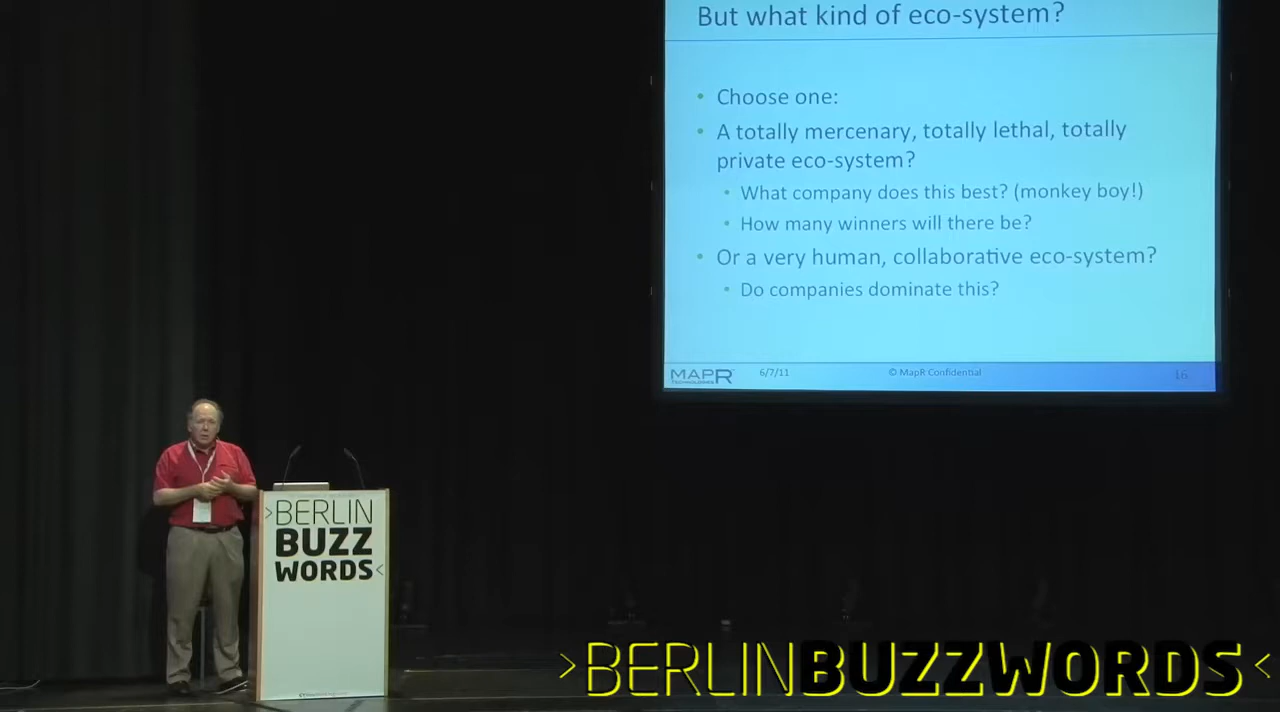 But what kind of eco-system?
• Choose one:
• A totally mercenary, totally lethal, totally
private eco-system?
• What company does this best? (monkey boy!)
• How many winners will there be?
• Or a very human, collaborative eco-system?
• Do companies dominate this?
MAPR
TECHNOLOGIES
6/7/11
© MapR Confidential
16
>BERLIN
BUZZ
WORDS<
>BERLINBUZZWORDS<